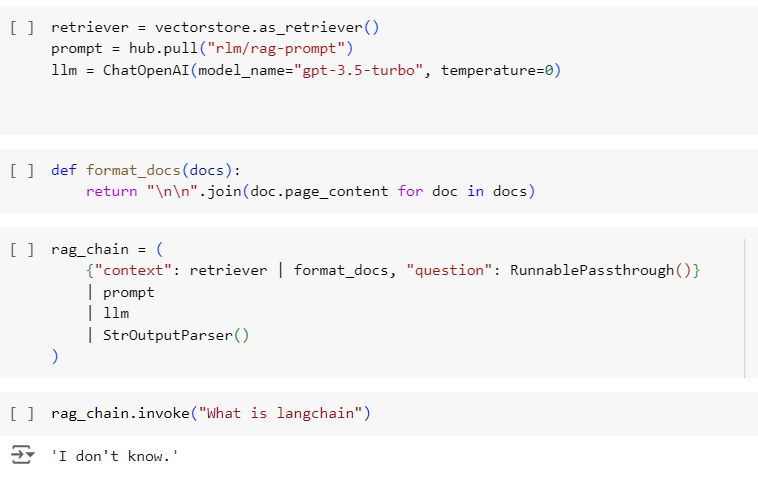 [ ] retriever = vectorstore.as_retriever()
prompt = hub.pull("rlm/rag-prompt")
llm = ChatOpenAI(model_name="gpt-3.5-turbo", temperature=0)
[ ] def format_docs(docs):
return "\n\n".join(doc.page_content for doc in docs)
[ ] rag_chain = (
{"context": retriever | format_docs, "question": RunnablePassthrough()}
| prompt
| llm
| StrOutputParser()
)
[ ] rag_chain.invoke("What is langchain")
'I don't know.'